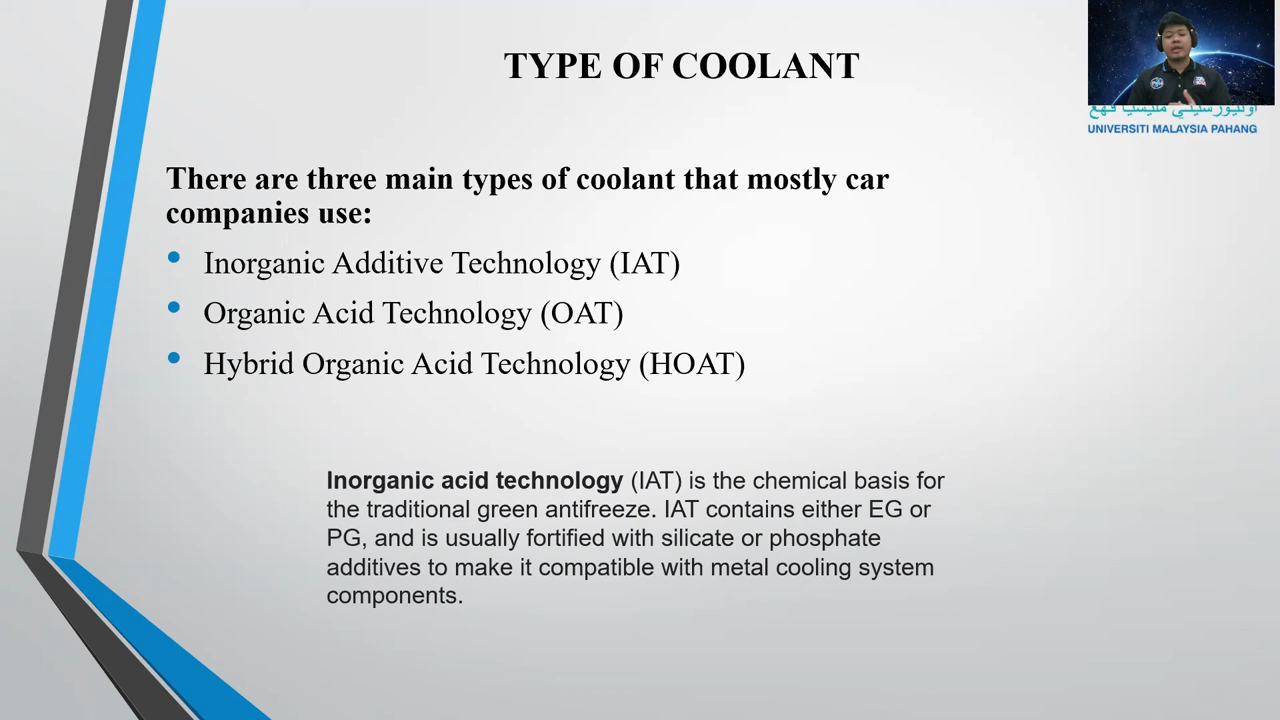 TYPE OF COOLANT
اونيورسيتي مليسيا ڤهڠ
UNIVERSITI MALAYSIA PAHANG
There are three main types of coolant that mostly car
companies use:
• Inorganic Additive Technology (IAT)
• Organic Acid Technology (OAT)
• Hybrid Organic Acid Technology (HOAT)
Inorganic acid technology (IAT) is the chemical basis for
the traditional green antifreeze. IAT contains either EG or
PG, and is usually fortified with silicate or phosphate
additives to make it compatible with metal cooling system
components.